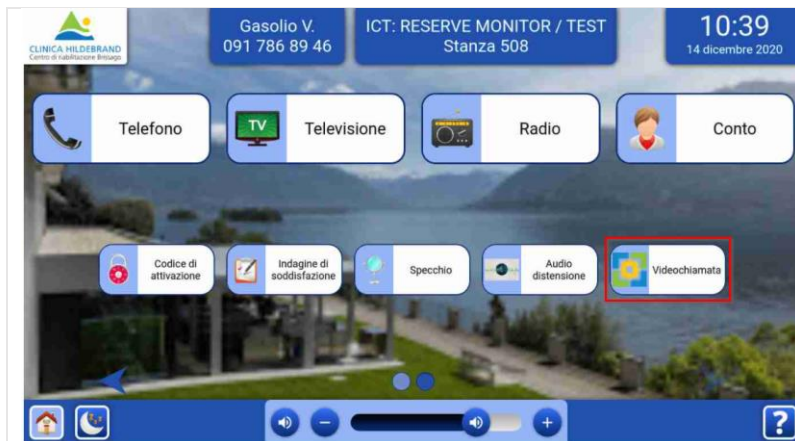 CLINICA HILDEBRAND
Centro di riabilitazione Brissago
Gasolio V.
091 786 89 46
ICT: RESERVE MONITOR / TEST
Stanza 508
10:39
14 dicembre 2020
Telefono
TV
Televisione
Radio
Conto
Codice di
attivazione
Indagine di
soddisfazione
Specchio
Audio
distensione
Videochiamata
?